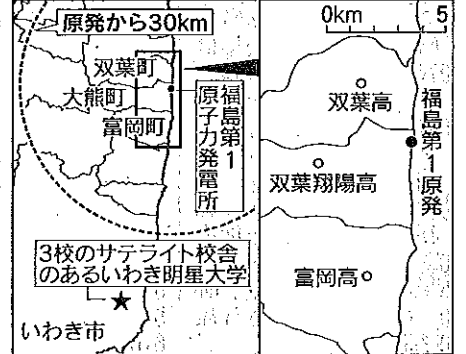 原発から30km
双葉町
大熊町
富岡町
福島第1
原子力発電所
3校のサテライト校舎
のあるいわき明星大学
いわき市
0km 5
双葉高
双葉翔陽高
富岡高
福島第1原発